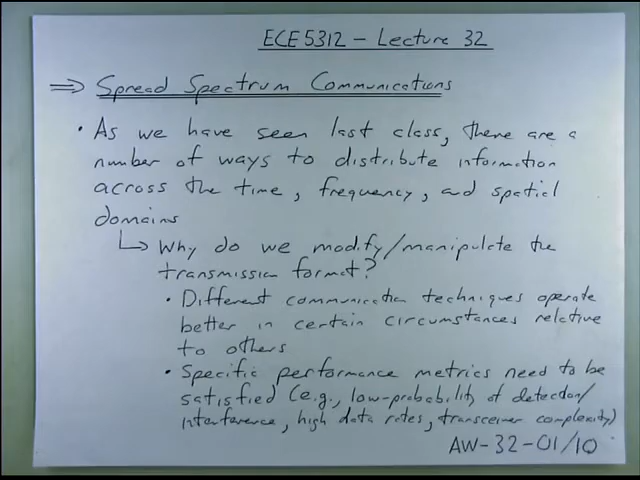 ECE5312 - Lecture 32
⇒ Spread Spectrum Communications
• As we have seen last class, there are a
number of ways to distribute information
across the time, frequency, and spatial
domains
↳ Why do we modify/manipulate the
transmission format?
• Different communication techniques operate
better in certain circumstances relative
to others
• Specific performance metrics need to be
satisfied (e.g., low-probability of detection/
interference, high data rates, transceiver complexity)
AW-32-01/10